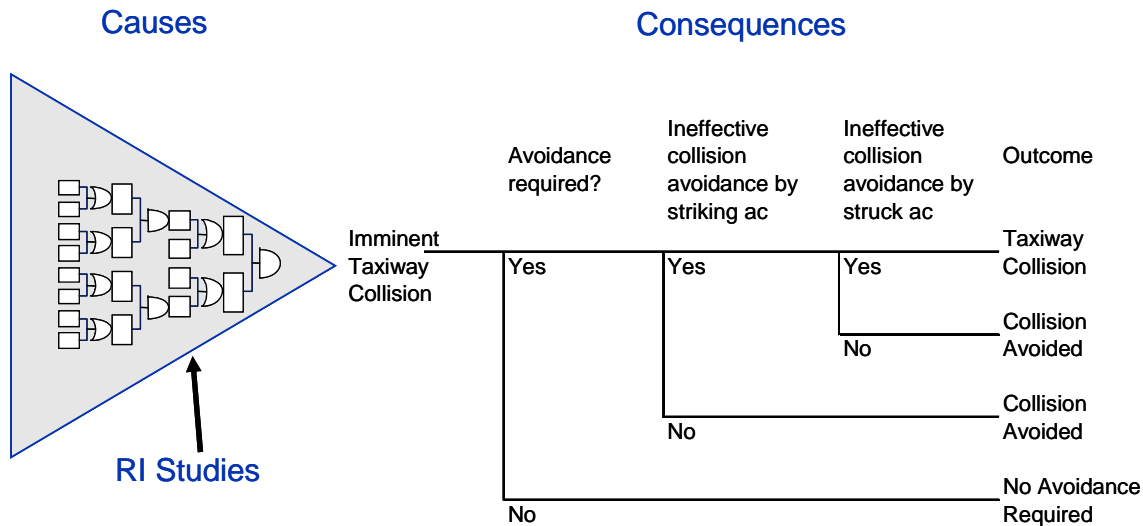 Causes
Consequences
Avoidance
required?
Ineffective
collision
avoidance by
striking ac
Ineffective
collision
avoidance by
struck ac
Outcome
Imminent
Taxiway
Collision
Yes
Yes
Yes
Taxiway
Collision
No
Collision
Avoided
No
Collision
Avoided
No
No Avoidance
Required
RI Studies